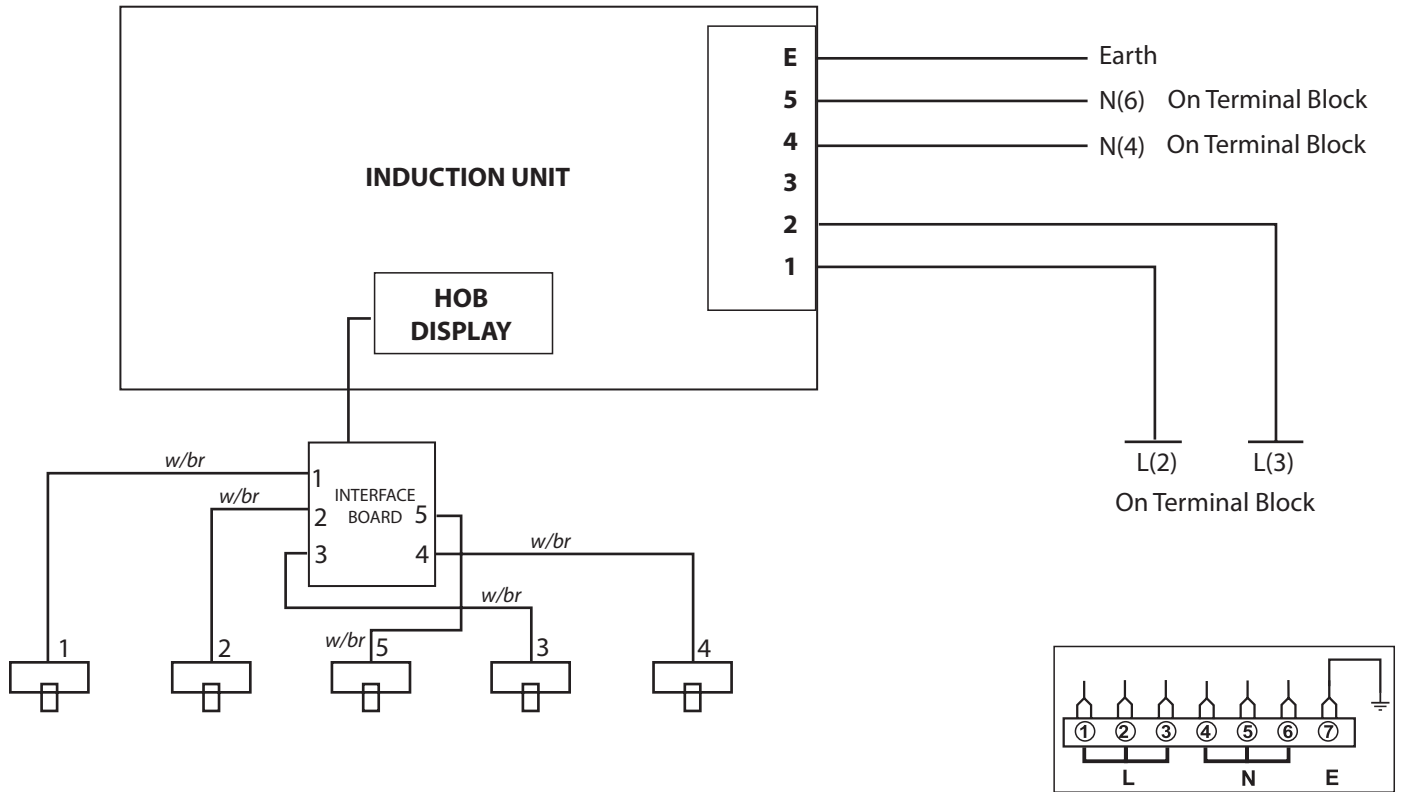 E
Earth
5
N(6) On Terminal Block
4
N(4) On Terminal Block
INDUCTION UNIT
3
2
1
HOB
DISPLAY
L(2)
L(3)
On Terminal Block
w/br
1
w/br
INTERFACE
BOARD
2
5
3
4
w/br
w/br
w/br
1
2
5
3
4
1
2
3
4
5
6
7
L
N
E